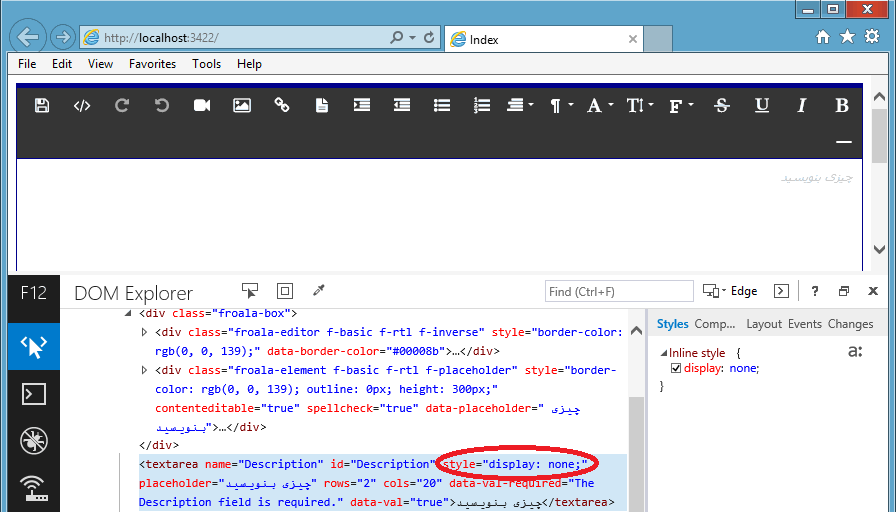 http://localhost:3422/
Index
File Edit View Favorites Tools Help
B I U S F T A ¶
چیزی بنویسید
F12 DOM Explorer Find (Ctrl+F) Edge ?
<div class="froala-box">
<div class="froala-editor f-basic f-rtl f-inverse" style="border-color:
rgb(0, 0, 139);" data-border-color="#00008b">…</div>
<div class="froala-element f-basic f-rtl f-placeholder" style="border-
color: rgb(0, 0, 139); outline: 0px; height: 300px;"
contenteditable="true" spellcheck="true" data-placeholder=" چیزی
بنویسید">…</div>
</div>
<textarea name="Description" id="Description" style="display: none;"
placeholder="چیزی بنویسید" rows="2" cols="20" data-val-required="The
Description field is required." data-val="true">چیزی بنویسید</textarea>
Styles Comp... Layout Events Changes
Inline style {
a:
display: none;
}